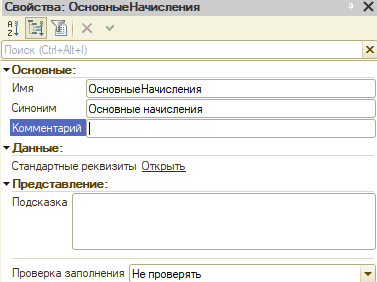 Свойства: ОсновныеНачисления
Поиск (Ctrl+Alt+I)
Основные:
Имя ОсновныеНачисления
Синоним Основные начисления
Комментарий
Данные:
Стандартные реквизиты Открыть
Представление:
Подсказка
Проверка заполнения Не проверять